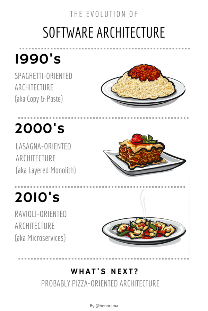 THE EVOLUTION OF
SOFTWARE ARCHITECTURE
1990's
SPAGHETTI-ORIENTED
ARCHITECTURE
(aka Copy & Paste)
2000's
LASAGNA-ORIENTED
ARCHITECTURE
(aka Layered Monolith)
2010's
RAVIOLI-ORIENTED
ARCHITECTURE
(aka Microservices)
WHAT'S NEXT?
PROBABLY PIZZA-ORIENTED ARCHITECTURE
By